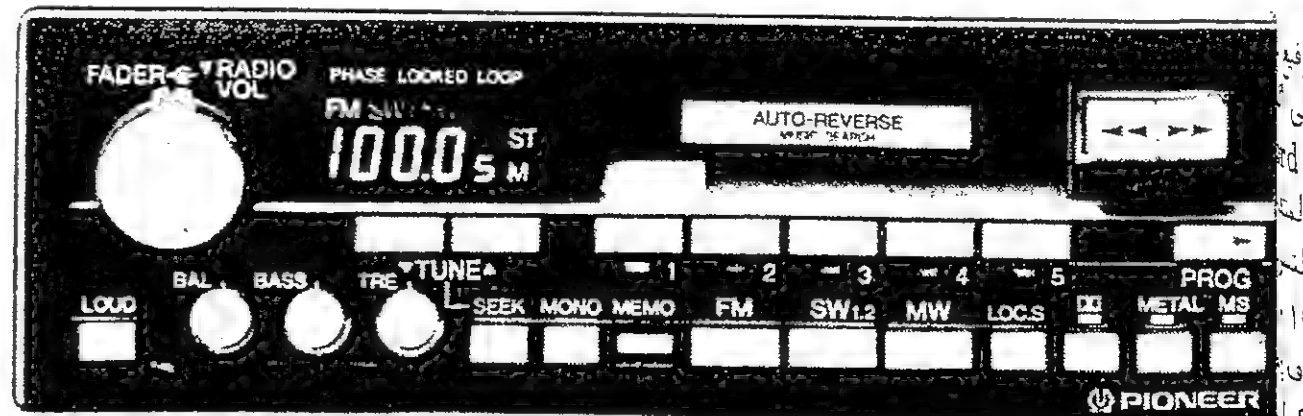 FADER RADIO
VOL
PHASE LOCKED LOOP
FM
100.0 5 ST
M
AUTO-REVERSE
MUSIC SEARCH
BAL BASS TRE ▼TUNE▲
1 2 3 4 5 PROG
LOUD SEEK MONO MEMO FM SW1.2 MW LOC.S METAL MS
PIONEER